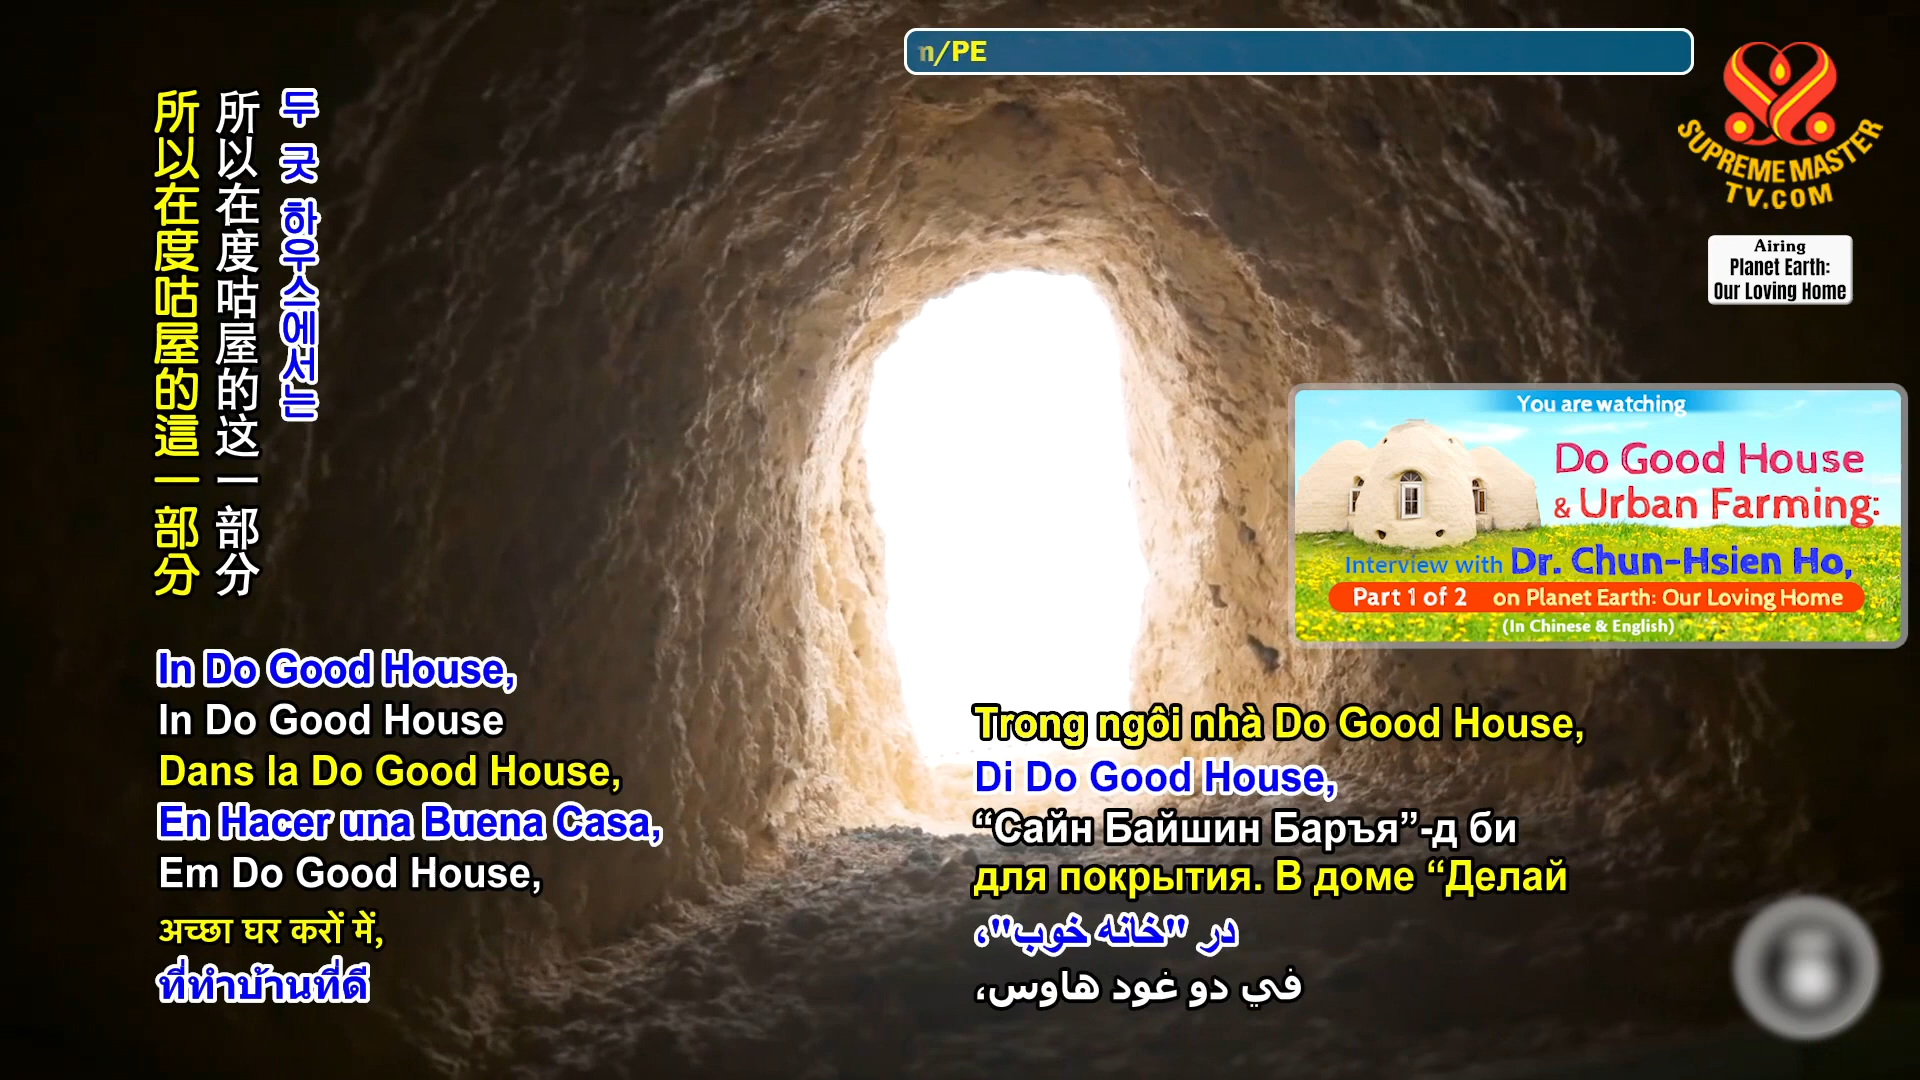 n/PE
SUPREME MASTER
TV.COM
Airing
Planet Earth:
Our Loving Home
두 굿 하우스에서는
所以在度咕屋的这一部分
所以在度咕屋的這一部分
You are watching
Do Good House
& Urban Farming:
Interview with Dr. Chun-Hsien Ho,
Part 1 of 2 on Planet Earth: Our Loving Home
(In Chinese & English)
In Do Good House,
In Do Good House
Dans la Do Good House,
En Hacer una Buena Casa,
Em Do Good House,
अच्छा घर करों में,
ที่ทำบ้านที่ดี
Trong ngôi nhà Do Good House,
Di Do Good House,
“Сайн Байшин Баръя”-д би
для покрытия. В доме “Делай
در "خانه خوب"،
في دو غود هاوس،